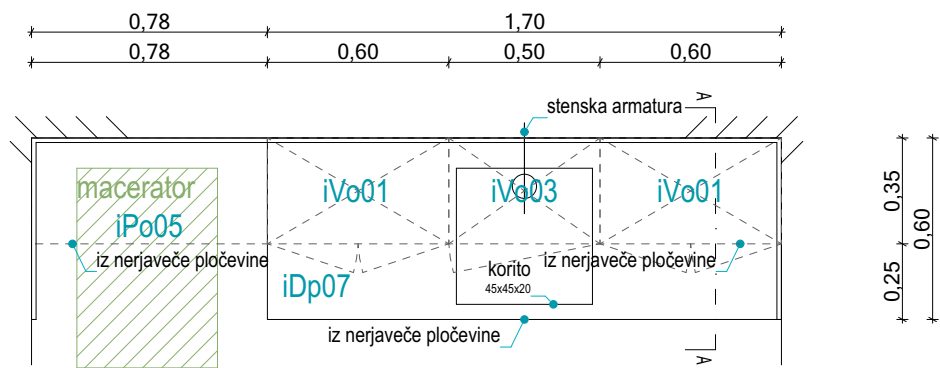 0,78 1,70
0,78 0,60 0,50 0,60
A
stenska armatura
macerator
iPo05
iVo01 iVo03 iVo01
0,35
0,60
0,25
iz nerjaveče pločevine
iDp07
korito
45x45x20
iz nerjaveče pločevine
iz nerjaveče pločevine
A